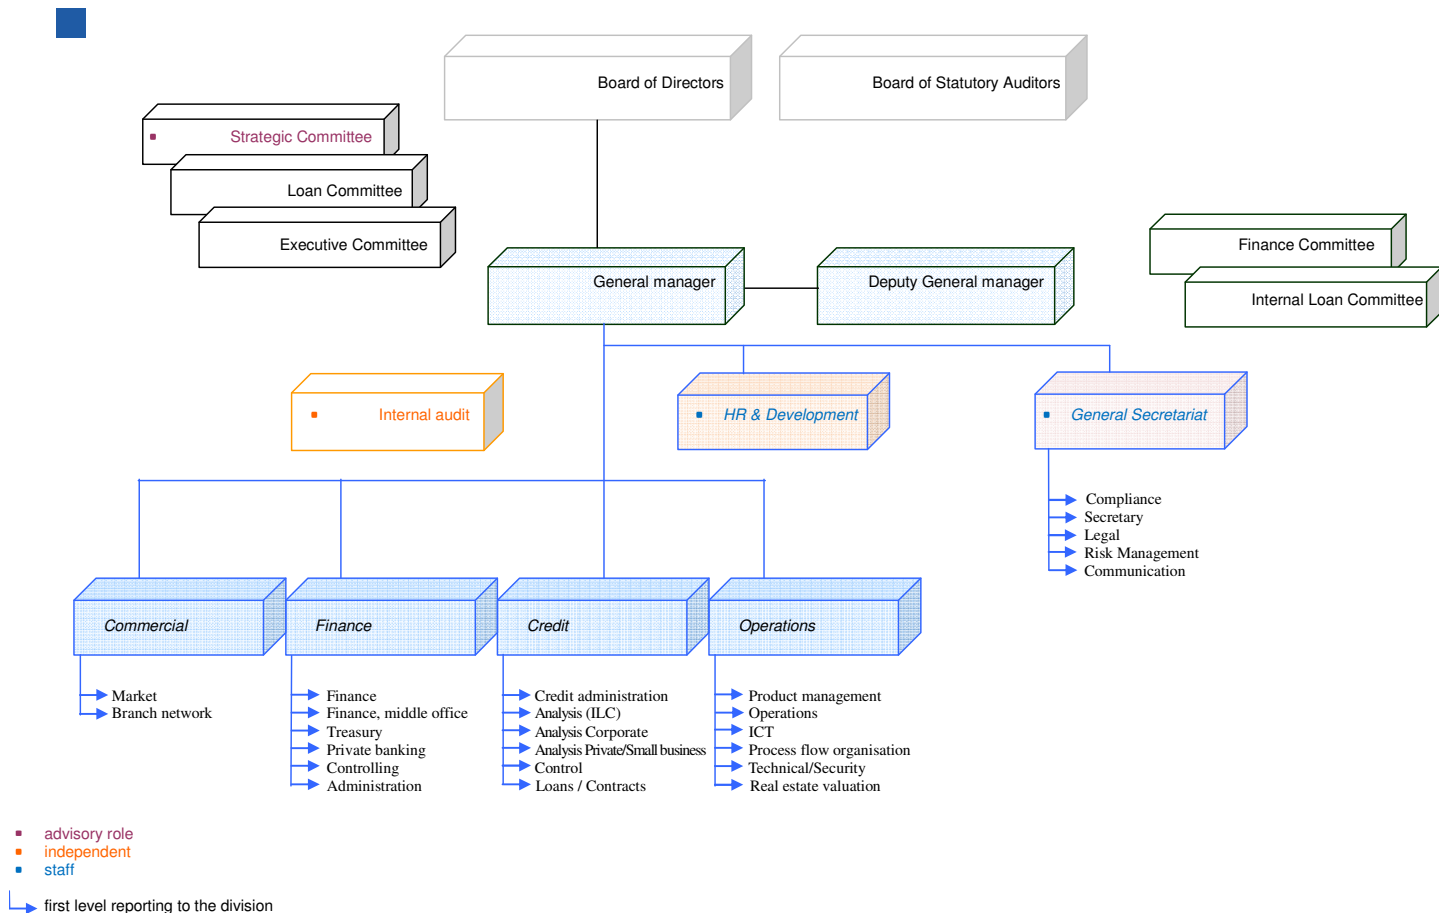 Board of Directors
Board of Statutory Auditors
Strategic Committee
Loan Committee
Executive Committee
Finance Committee
Internal Loan Committee
General manager
Deputy General manager
Internal audit
HR & Development
General Secretariat
Compliance
Secretary
Legal
Risk Management
Communication
Commercial
Market
Branch network
Finance
Finance
Finance, middle office
Treasury
Private banking
Controlling
Administration
Credit
Credit administration
Analysis (ILC)
Analysis Corporate
Analysis Private/Small business
Control
Loans / Contracts
Operations
Product management
Operations
ICT
Process flow organisation
Technical/Security
Real estate valuation
advisory role
independent
staff
first level reporting to the division